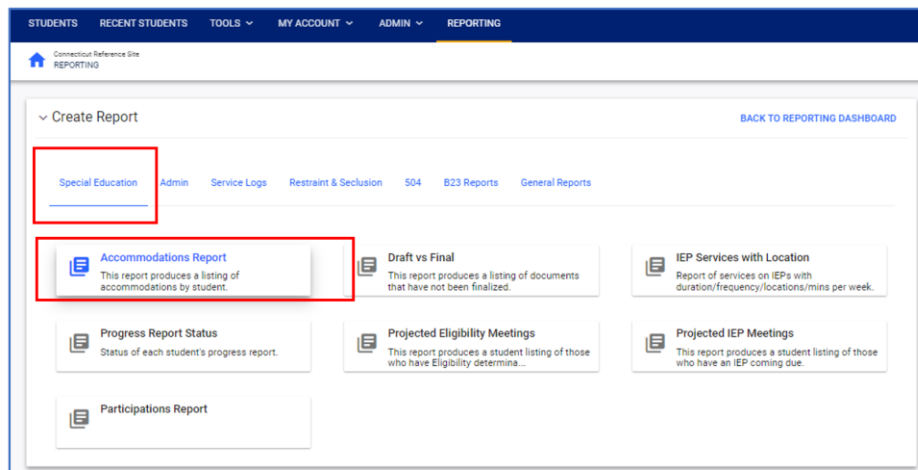 STUDENTS RECENT STUDENTS TOOLS MY ACCOUNT ADMIN REPORTING
Connecticut Reference Site
REPORTING
Create Report
BACK TO REPORTING DASHBOARD
Special Education Admin Service Logs Restraint & Seclusion 504 B23 Reports General Reports
Accommodations Report
This report produces a listing of
accommodations by student.
Draft vs Final
This report produces a listing of documents
that have not been finalized.
IEP Services with Location
Report of services on IEPs with
duration/frequency/locations/mins per week.
Progress Report Status
Status of each student's progress report.
Projected Eligibility Meetings
This report produces a student listing of those
who have Eligibility determina...
Projected IEP Meetings
This report produces a student listing of those
who have an IEP coming due.
Participations Report